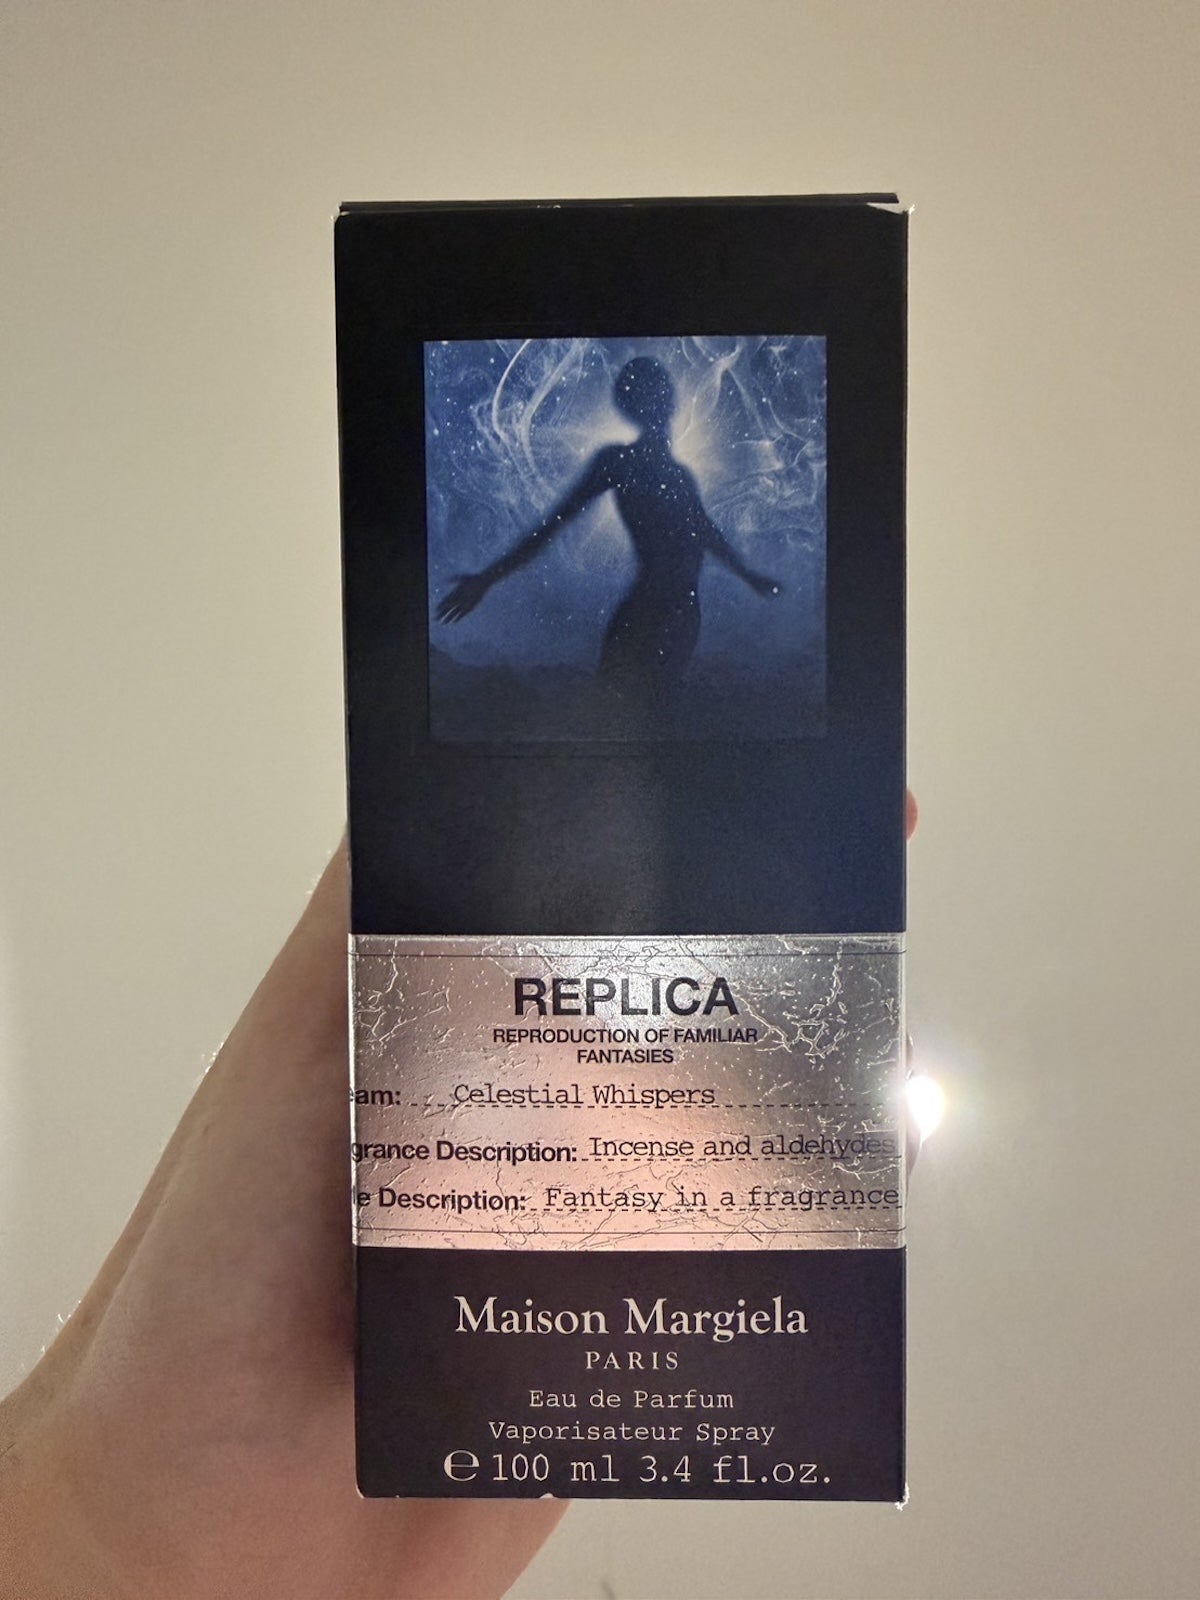 REPLICA
REPRODUCTION OF FAMILIAR
FANTASIES
eam: Celestial Whispers
grance Description: Incense and aldehydes
e Description: Fantasy in a fragrance
Maison Margiela
PARIS
Eau de Parfum
Vaporisateur Spray
℮ 100 ml 3.4 fl.oz.